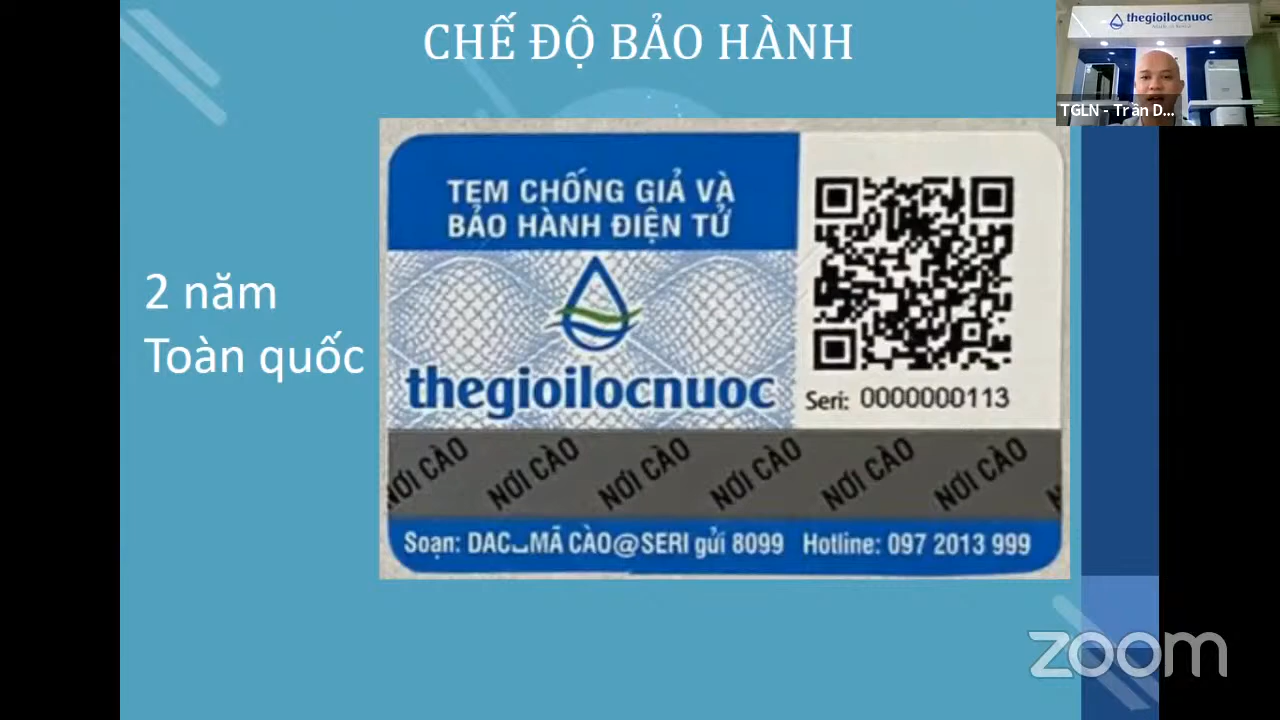 CHẾ ĐỘ BẢO HÀNH
thegioilocnuoc
TGLN - Trần D...
TEM CHỐNG GIẢ VÀ
BẢO HÀNH ĐIỆN TỬ
2 năm
Toàn quốc
thegioilocnuoc
Seri: 0000000113
NƠI CÀO NƠI CÀO NƠI CÀO NƠI CÀO NƠI CÀO NƠI CÀO N
Soạn: DAC⎵MÃ CÀO@SERI gửi 8099 Hotline: 097 2013 999
zoom